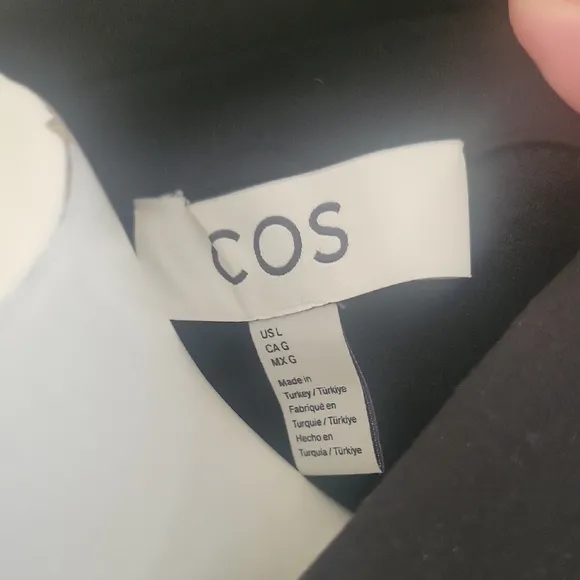 COS
US L
CA G
MX G
Made in
Turkey / Türkiye
Fabriqué en
Turquie / Türkiye
Hecho en
Turquía / Türkiye